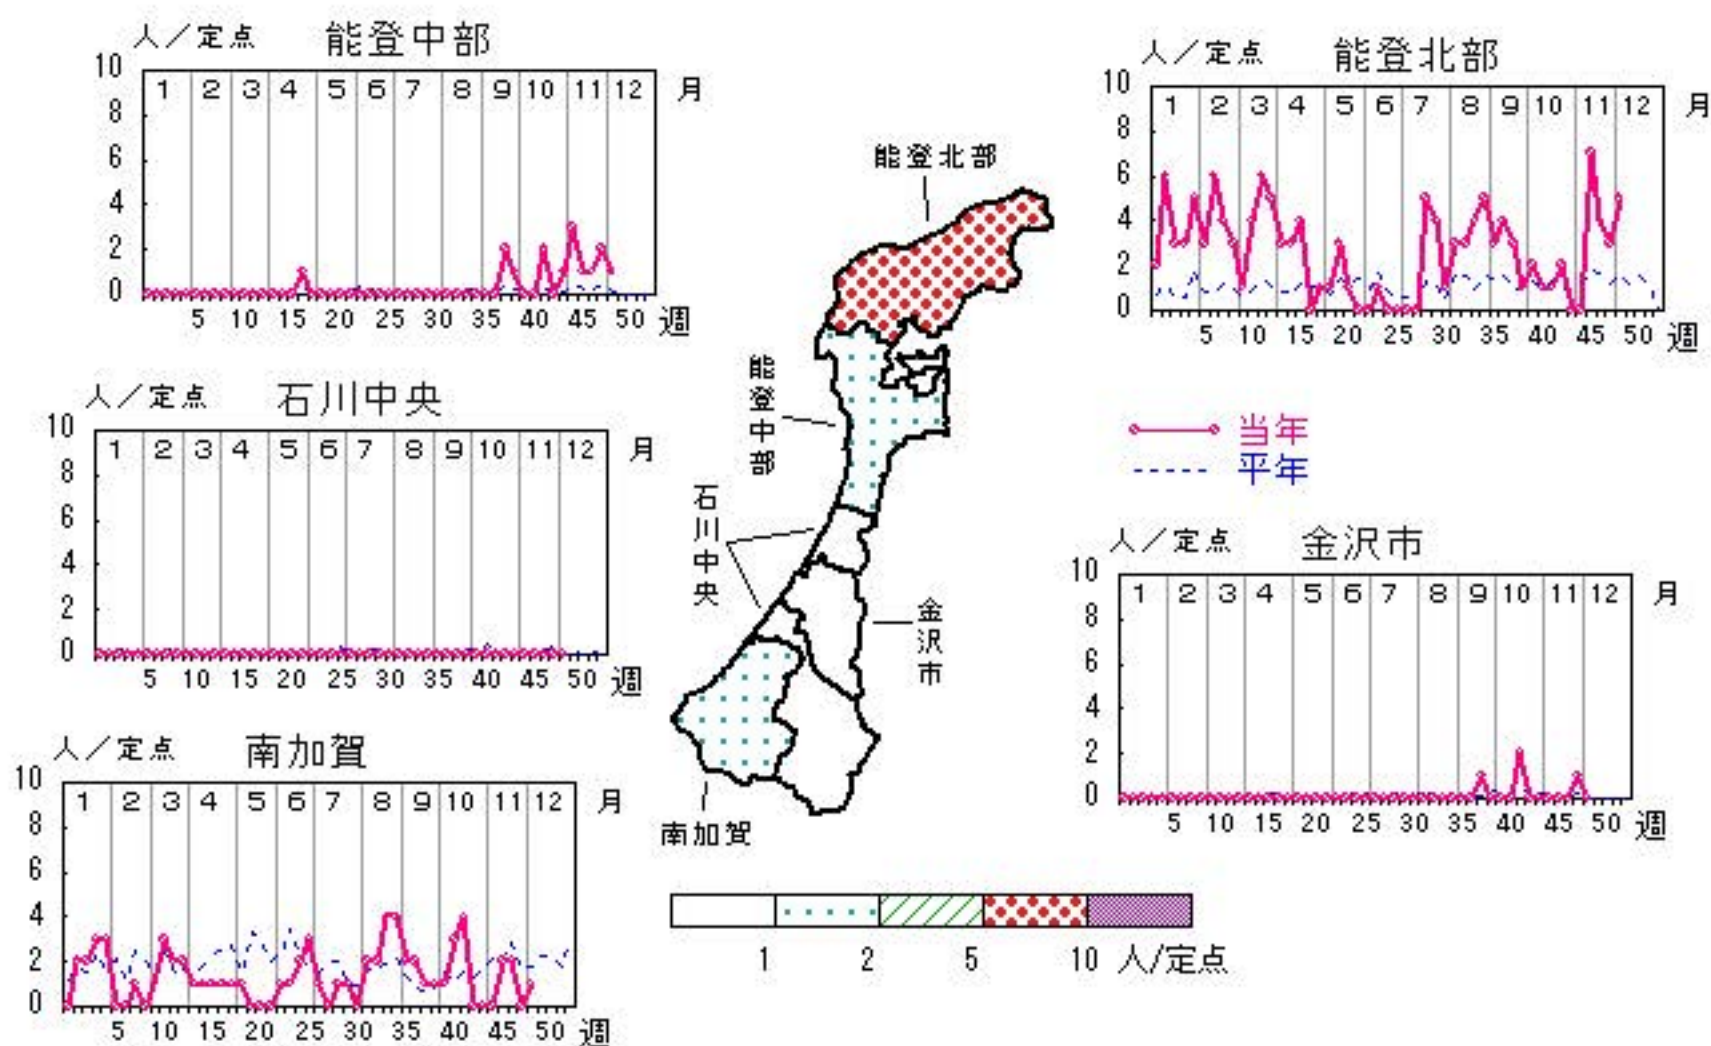 人／定点 能登中部
10 8 6 4 2 0
1 2 3 4 5 6 7 8 9 10 11 12 月
5 10 15 20 25 30 35 40 45 50 週
人／定点 能登北部
10 8 6 4 2 0
1 2 3 4 5 6 7 8 9 10 11 12 月
5 10 15 20 25 30 35 40 45 50 週
能登北部
能登中部
石川中央
金沢市
南加賀
人／定点 石川中央
10 8 6 4 2 0
1 2 3 4 5 6 7 8 9 10 11 12 月
5 10 15 20 25 30 35 40 45 50 週
当年
平年
人／定点 金沢市
10 8 6 4 2 0
1 2 3 4 5 6 7 8 9 10 11 12 月
5 10 15 20 25 30 35 40 45 50 週
人／定点 南加賀
10 8 6 4 2 0
1 2 3 4 5 6 7 8 9 10 11 12 月
5 10 15 20 25 30 35 40 45 50 週
1 2 5 10 人/定点